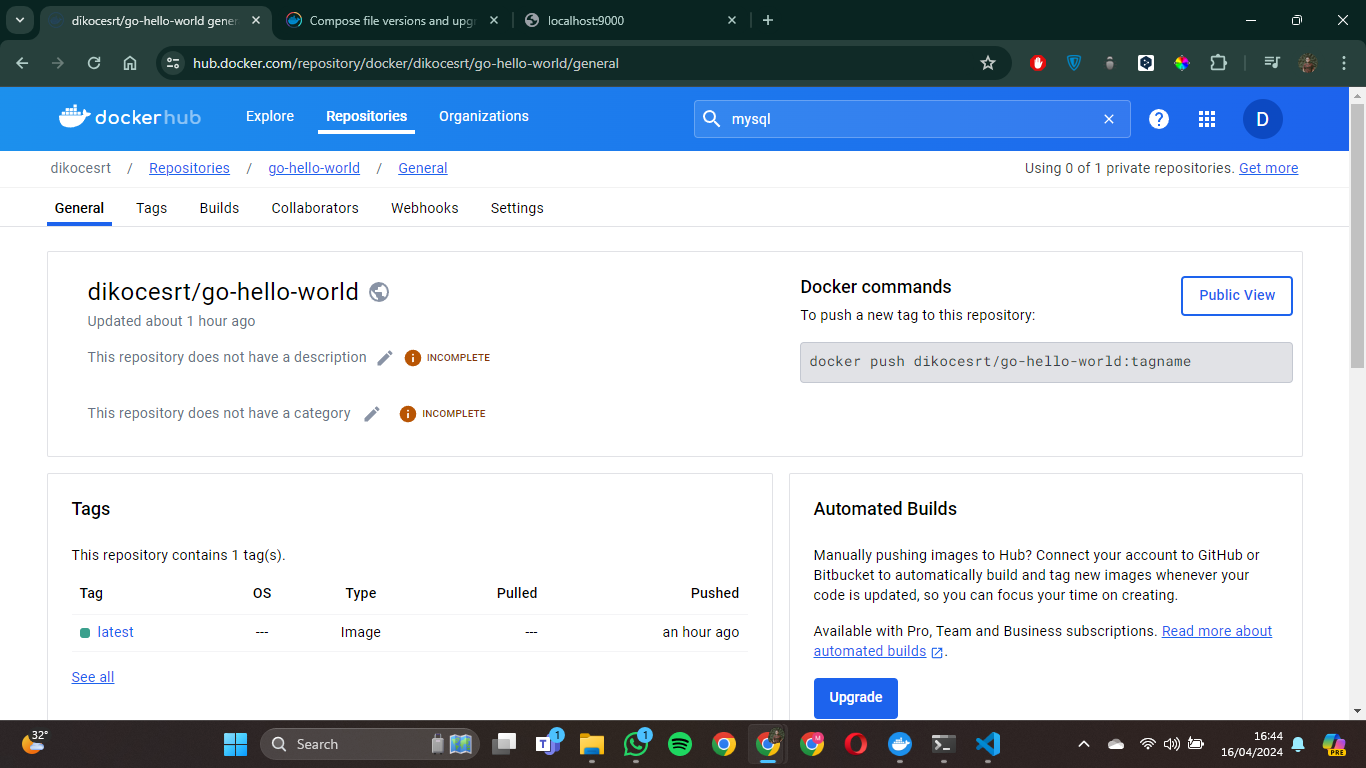 dikocesrt/go-hello-world gener
Compose file versions and upg
localhost:9000
hub.docker.com/repository/docker/dikocesrt/go-hello-world/general
dockerhub
Explore
Repositories
Organizations
mysql
D
dikocesrt / Repositories / go-hello-world / General
Using 0 of 1 private repositories. Get more
General
Tags
Builds
Collaborators
Webhooks
Settings
dikocesrt/go-hello-world
Updated about 1 hour ago
This repository does not have a description
INCOMPLETE
This repository does not have a category
INCOMPLETE
Docker commands
To push a new tag to this repository:
Public View
docker push dikocesrt/go-hello-world:tagname
Tags
This repository contains 1 tag(s).
Tag OS Type Pulled Pushed
latest --- Image --- an hour ago
See all
Automated Builds
Manually pushing images to Hub? Connect your account to GitHub or
Bitbucket to automatically build and tag new images whenever your
code is updated, so you can focus your time on creating.
Available with Pro, Team and Business subscriptions. Read more about
automated builds .
Upgrade
32°
Search
1
1
M
16:44
16/04/2024
PRE